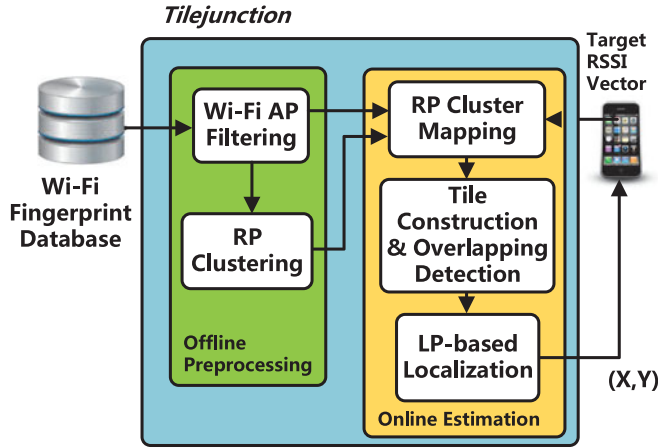 Tilejunction
Target
RSSI
Vector
Wi-Fi AP
Filtering
RP Cluster
Mapping
Wi-Fi
Fingerprint
Database
RP
Clustering
Tile
Construction
& Overlapping
Detection
Offline
Preprocessing
LP-based
Localization
(X,Y)
Online Estimation